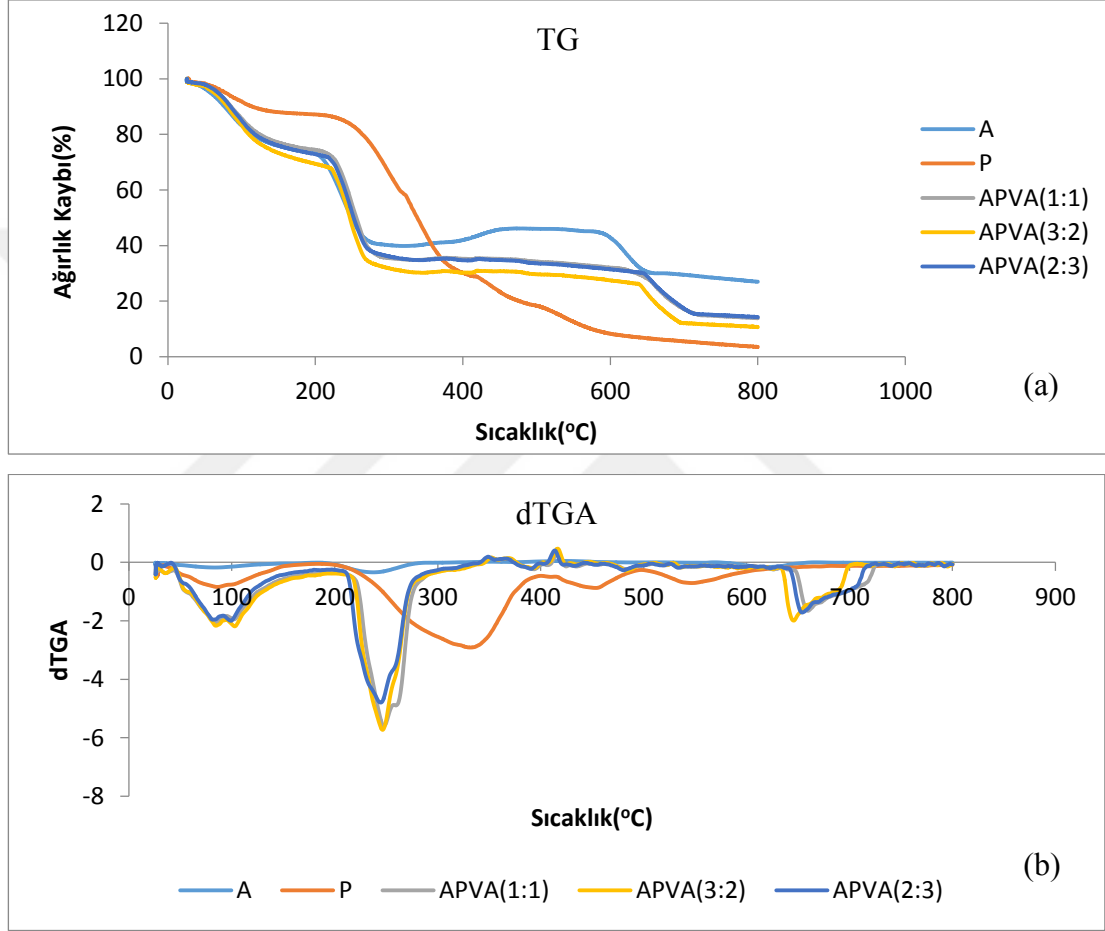 TG
120
100
80
60
40
20
0
Ağırlık Kaybı(%)
0 200 400 600 800 1000
Sıcaklık(ᵒC)
A
P
APVA(1:1)
APVA(3:2)
APVA(2:3)
(a)
dTGA
2
0
-2
-4
-6
-8
dTGA
0 100 200 300 400 500 600 700 800 900
Sıcaklık(ᵒC)
A P APVA(1:1) APVA(3:2) APVA(2:3)
(b)